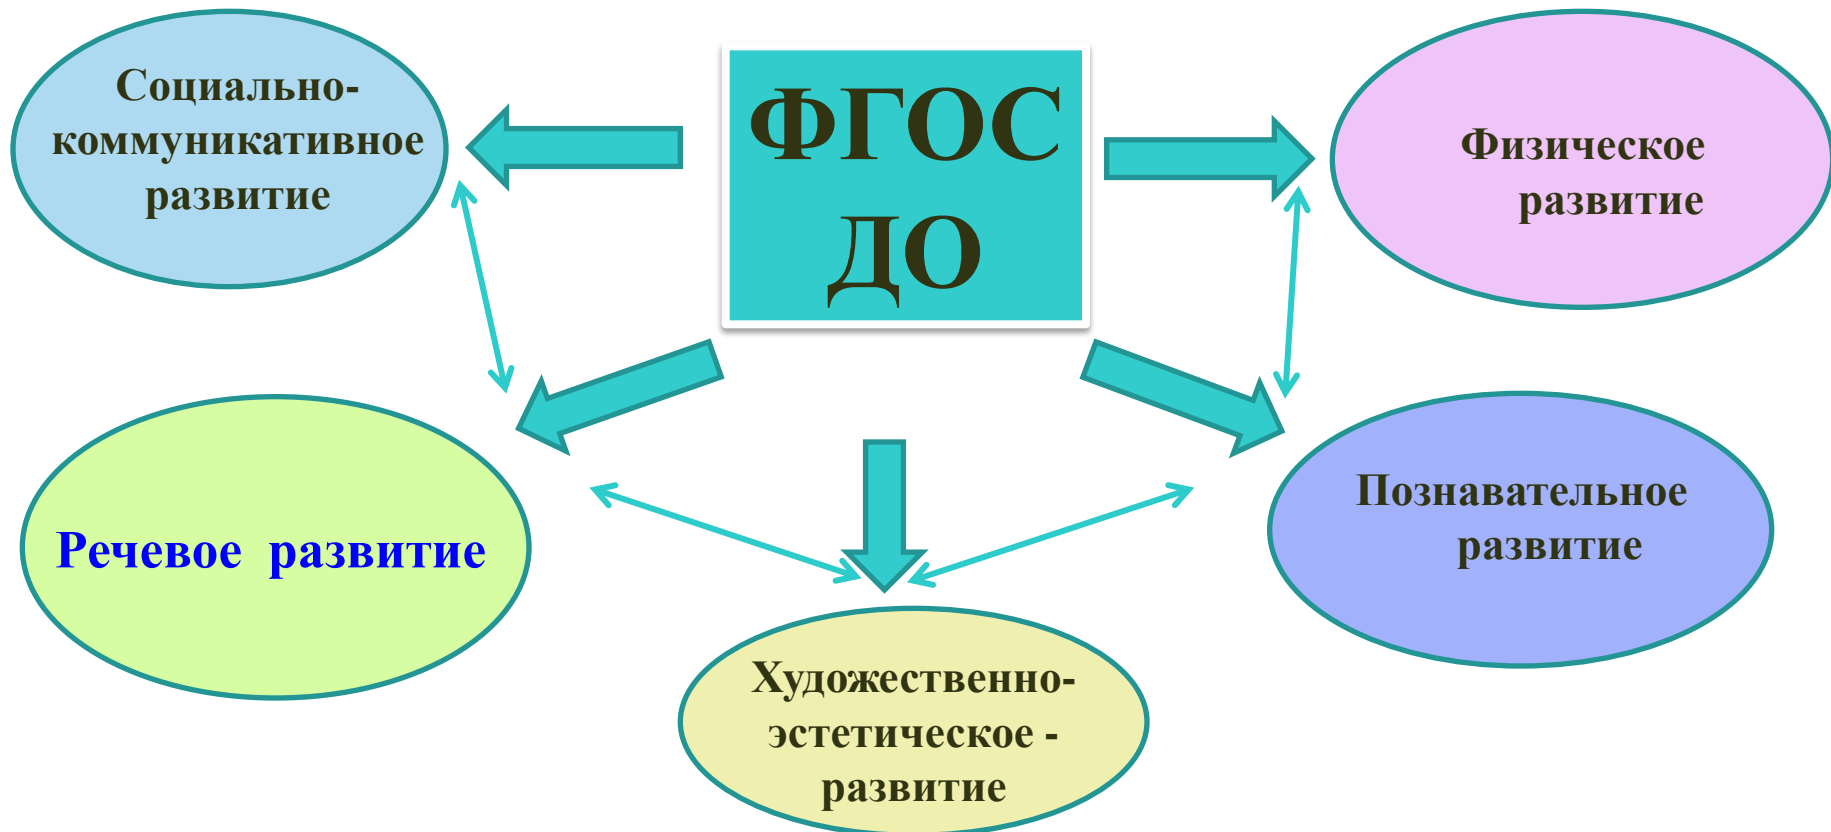 Социально-
коммуникативное
развитие
ФГОС
ДО
Физическое
развитие
Речевое развитие
Познавательное
развитие
Художественно-
эстетическое -
развитие